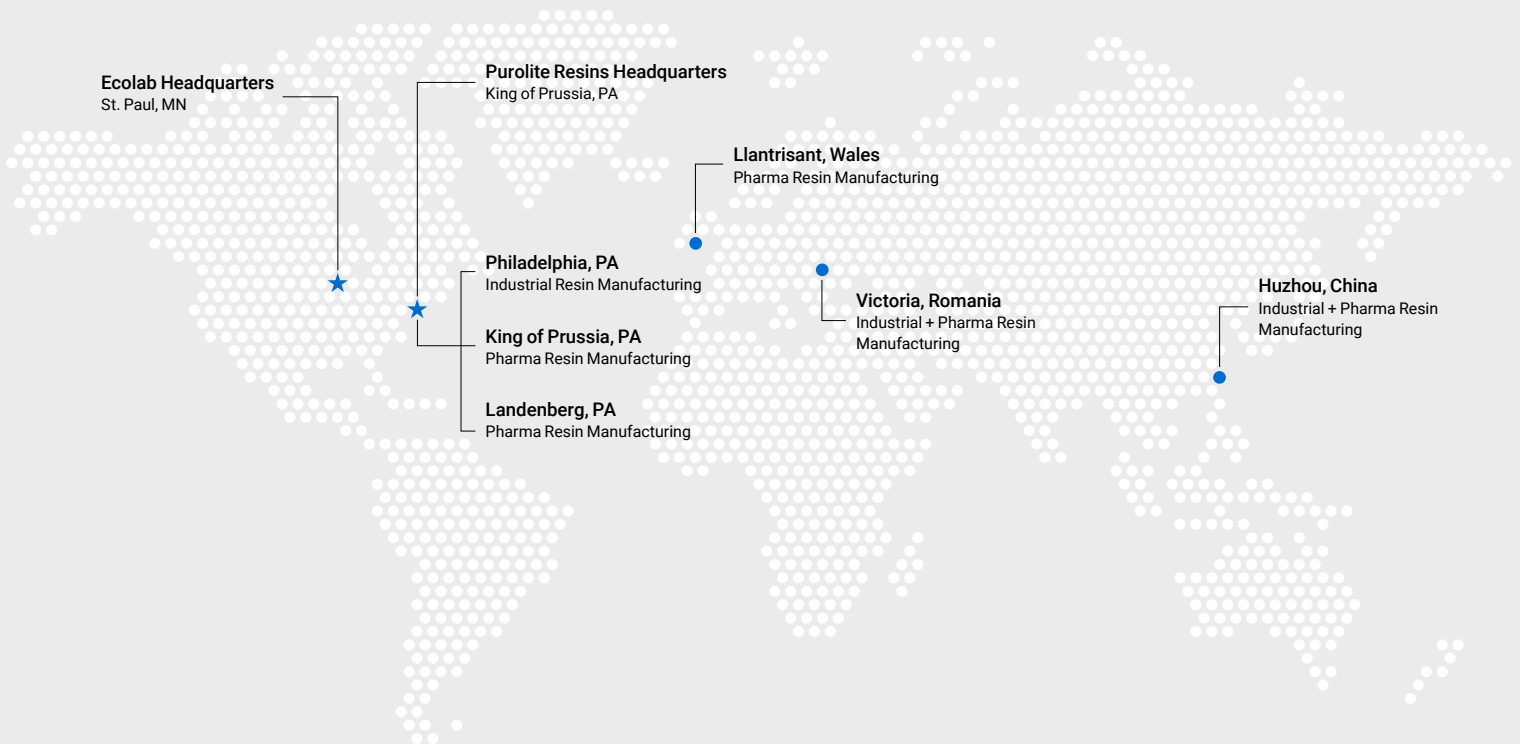 Ecolab Headquarters
St. Paul, MN
Purolite Resins Headquarters
King of Prussia, PA
Llantrisant, Wales
Pharma Resin Manufacturing
Philadelphia, PA
Industrial Resin Manufacturing
King of Prussia, PA
Pharma Resin Manufacturing
Landenberg, PA
Pharma Resin Manufacturing
Victoria, Romania
Industrial + Pharma Resin
Manufacturing
Huzhou, China
Industrial + Pharma Resin
Manufacturing